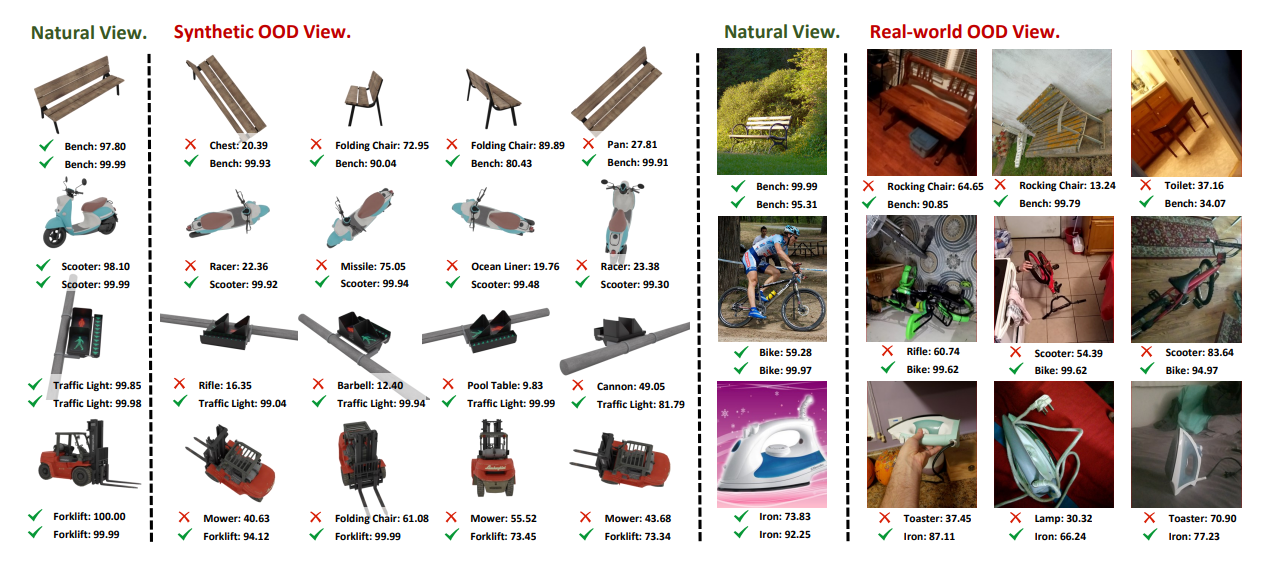 Natural View.
Synthetic OOD View.
Natural View.
Real-world OOD View.
Bench: 97.80
Bench: 99.99
Chest: 20.39
Bench: 99.93
Folding Chair: 72.95
Bench: 90.04
Folding Chair: 89.89
Bench: 80.43
Pan: 27.81
Bench: 99.91
Bench: 99.99
Bench: 95.31
Rocking Chair: 64.65
Bench: 90.85
Rocking Chair: 13.24
Bench: 99.79
Toilet: 37.16
Bench: 34.07
Scooter: 98.10
Scooter: 99.99
Racer: 22.36
Scooter: 99.92
Missile: 75.05
Scooter: 99.94
Ocean Liner: 19.76
Scooter: 99.48
Racer: 23.38
Scooter: 99.30
Bike: 59.28
Bike: 99.97
Rifle: 60.74
Bike: 99.62
Scooter: 54.39
Bike: 99.62
Scooter: 83.64
Bike: 94.97
Traffic Light: 99.85
Traffic Light: 99.98
Rifle: 16.35
Traffic Light: 99.04
Barbell: 12.40
Traffic Light: 99.94
Pool Table: 9.83
Traffic Light: 99.99
Cannon: 49.05
Traffic Light: 81.79
Forklift: 100.00
Forklift: 99.99
Mower: 40.63
Forklift: 94.12
Folding Chair: 61.08
Forklift: 99.99
Mower: 55.52
Forklift: 73.45
Mower: 43.68
Forklift: 73.34
Iron: 73.83
Iron: 92.25
Toaster: 37.45
Iron: 87.11
Lamp: 30.32
Iron: 66.24
Toaster: 70.90
Iron: 77.23